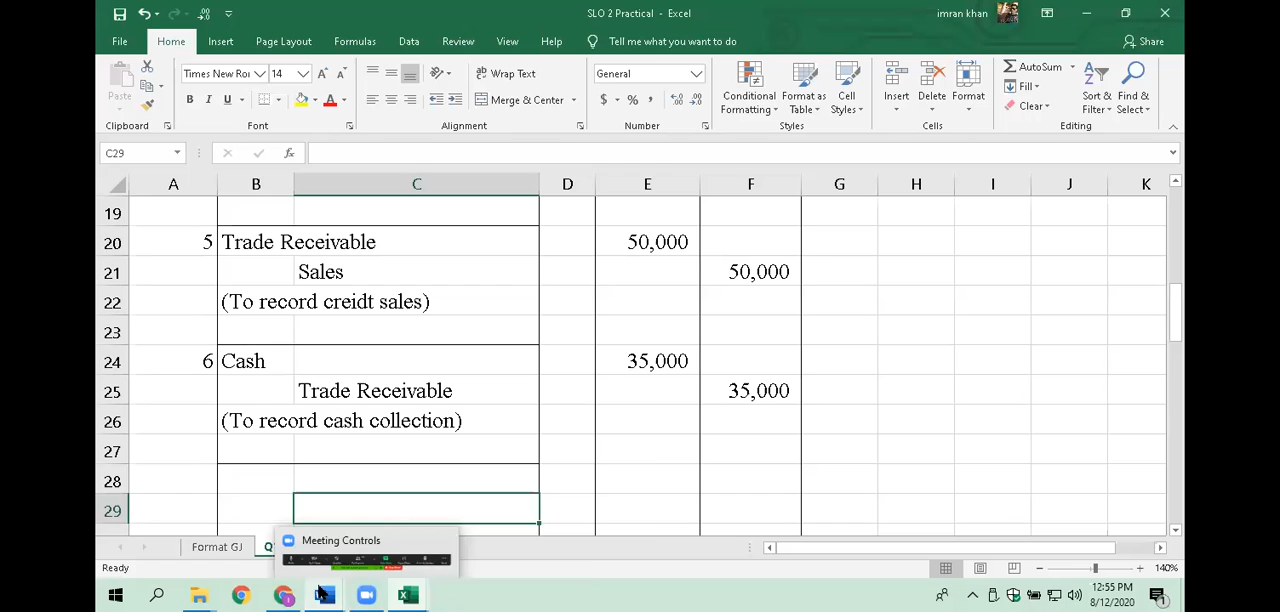 SLO 2 Practical - Excel
imran khan
File Home Insert Page Layout Formulas Data Review View Help Tell me what you want to do Share
Paste Times New Roi 14 Wrap Text General Conditional Formatting Format as Table Cell Styles Insert Delete Format AutoSum Sort & Filter Find & Select
B I U Merge & Center $ % , Fill
Clear
Clipboard Font Alignment Number Styles Cells Editing
C29 fx
A B C D E F G H I J K
19
20 5 Trade Receivable 50,000
21 Sales 50,000
22 (To record creidt sales)
23
24 6 Cash 35,000
25 Trade Receivable 35,000
26 (To record cash collection)
27
28
29
Format GJ Q
Meeting Controls
Ready 140%
12:55 PM
8/12/2020